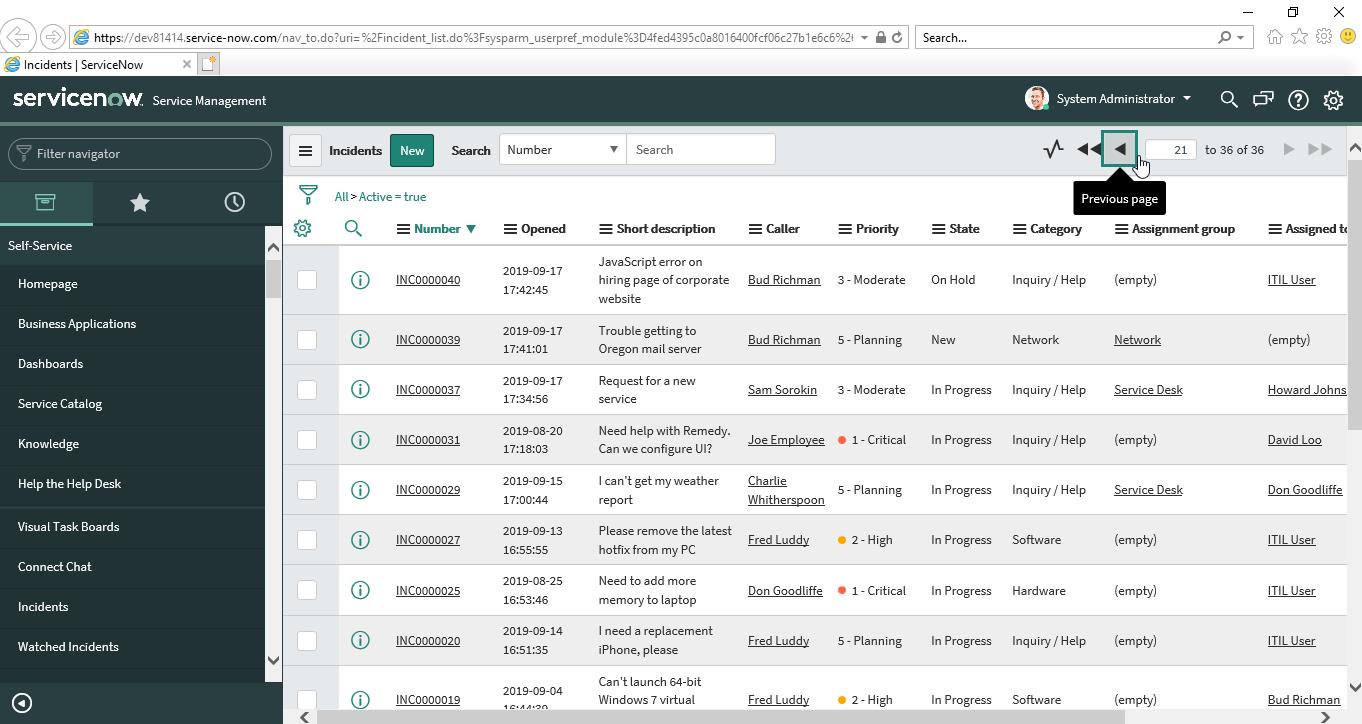 https://dev81414.service-now.com/nav_to.do?uri=%2Fincident_list.do%3Fsysparm_userpref_module%3D4fed4395c0a8016400fcf06c27b1e6c6%2
Search...
Incidents | ServiceNow
servicenow Service Management
System Administrator
Filter navigator
Incidents New Search Number Search
21 to 36 of 36
Previous page
All > Active = true
Number Opened Short description Caller Priority State Category Assignment group Assigned to
Self-Service
Homepage
Business Applications
Dashboards
Service Catalog
Knowledge
Help the Help Desk
Visual Task Boards
Connect Chat
Incidents
Watched Incidents
INC0000040 2019-09-17 17:42:45 JavaScript error on hiring page of corporate website Bud Richman 3 - Moderate On Hold Inquiry / Help (empty) ITIL User
INC0000039 2019-09-17 17:41:01 Trouble getting to Oregon mail server Bud Richman 5 - Planning New Network Network (empty)
INC0000037 2019-09-17 17:34:56 Request for a new service Sam Sorokin 3 - Moderate In Progress Inquiry / Help Service Desk Howard Johns
INC0000031 2019-08-20 17:18:03 Need help with Remedy. Can we configure UI? Joe Employee 1 - Critical In Progress Inquiry / Help (empty) David Loo
INC0000029 2019-09-15 17:00:44 I can't get my weather report Charlie Whitherspoon 5 - Planning In Progress Inquiry / Help Service Desk Don Goodliffe
INC0000027 2019-09-13 16:55:55 Please remove the latest hotfix from my PC Fred Luddy 2 - High In Progress Software (empty) ITIL User
INC0000025 2019-08-25 16:53:46 Need to add more memory to laptop Don Goodliffe 1 - Critical In Progress Hardware (empty) ITIL User
INC0000020 2019-09-14 16:51:35 I need a replacement iPhone, please Fred Luddy 5 - Planning In Progress Inquiry / Help (empty) ITIL User
INC0000019 2019-09-04 16:44:39 Can't launch 64-bit Windows 7 virtual Fred Luddy 2 - High In Progress Software (empty) Bud Richman